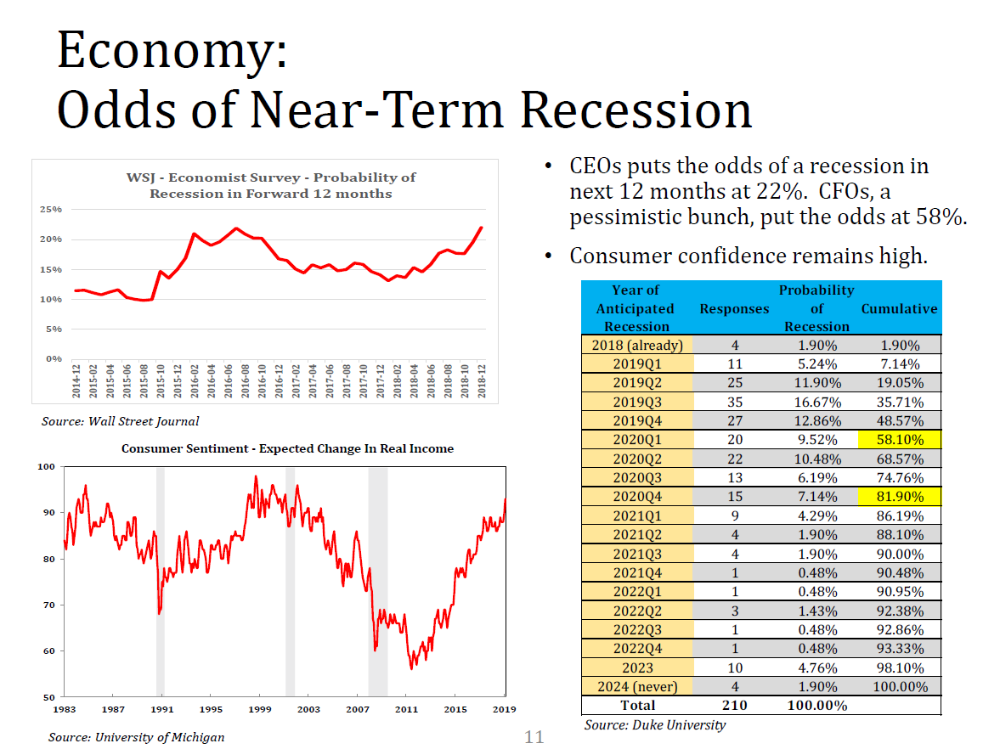 Economy:
Odds of Near-Term Recession
WSJ - Economist Survey - Probability of
Recession in Forward 12 months
25%
20%
15%
10%
5%
0%
2014-12
2015-02
2015-04
2015-06
2015-08
2015-10
2015-12
2016-02
2016-04
2016-06
2016-08
2016-10
2016-12
2017-02
2017-04
2017-06
2017-08
2017-10
2017-12
2018-02
2018-04
2018-06
2018-08
2018-10
2018-12
Source: Wall Street Journal
Consumer Sentiment - Expected Change In Real Income
100
90
80
70
60
50
1983 1987 1991 1995 1999 2003 2007 2011 2015 2019
Source: University of Michigan
• CEOs puts the odds of a recession in
next 12 months at 22%. CFOs, a
pessimistic bunch, put the odds at 58%.
• Consumer confidence remains high.
Year of Probability
Anticipated Responses of Cumulative
Recession Recession
2018 (already) 4 1.90% 1.90%
2019Q1 11 5.24% 7.14%
2019Q2 25 11.90% 19.05%
2019Q3 35 16.67% 35.71%
2019Q4 27 12.86% 48.57%
2020Q1 20 9.52% 58.10%
2020Q2 22 10.48% 68.57%
2020Q3 13 6.19% 74.76%
2020Q4 15 7.14% 81.90%
2021Q1 9 4.29% 86.19%
2021Q2 4 1.90% 88.10%
2021Q3 4 1.90% 90.00%
2021Q4 1 0.48% 90.48%
2022Q1 1 0.48% 90.95%
2022Q2 3 1.43% 92.38%
2022Q3 1 0.48% 92.86%
2022Q4 1 0.48% 93.33%
2023 10 4.76% 98.10%
2024 (never) 4 1.90% 100.00%
Total 210 100.00%
Source: Duke University
11